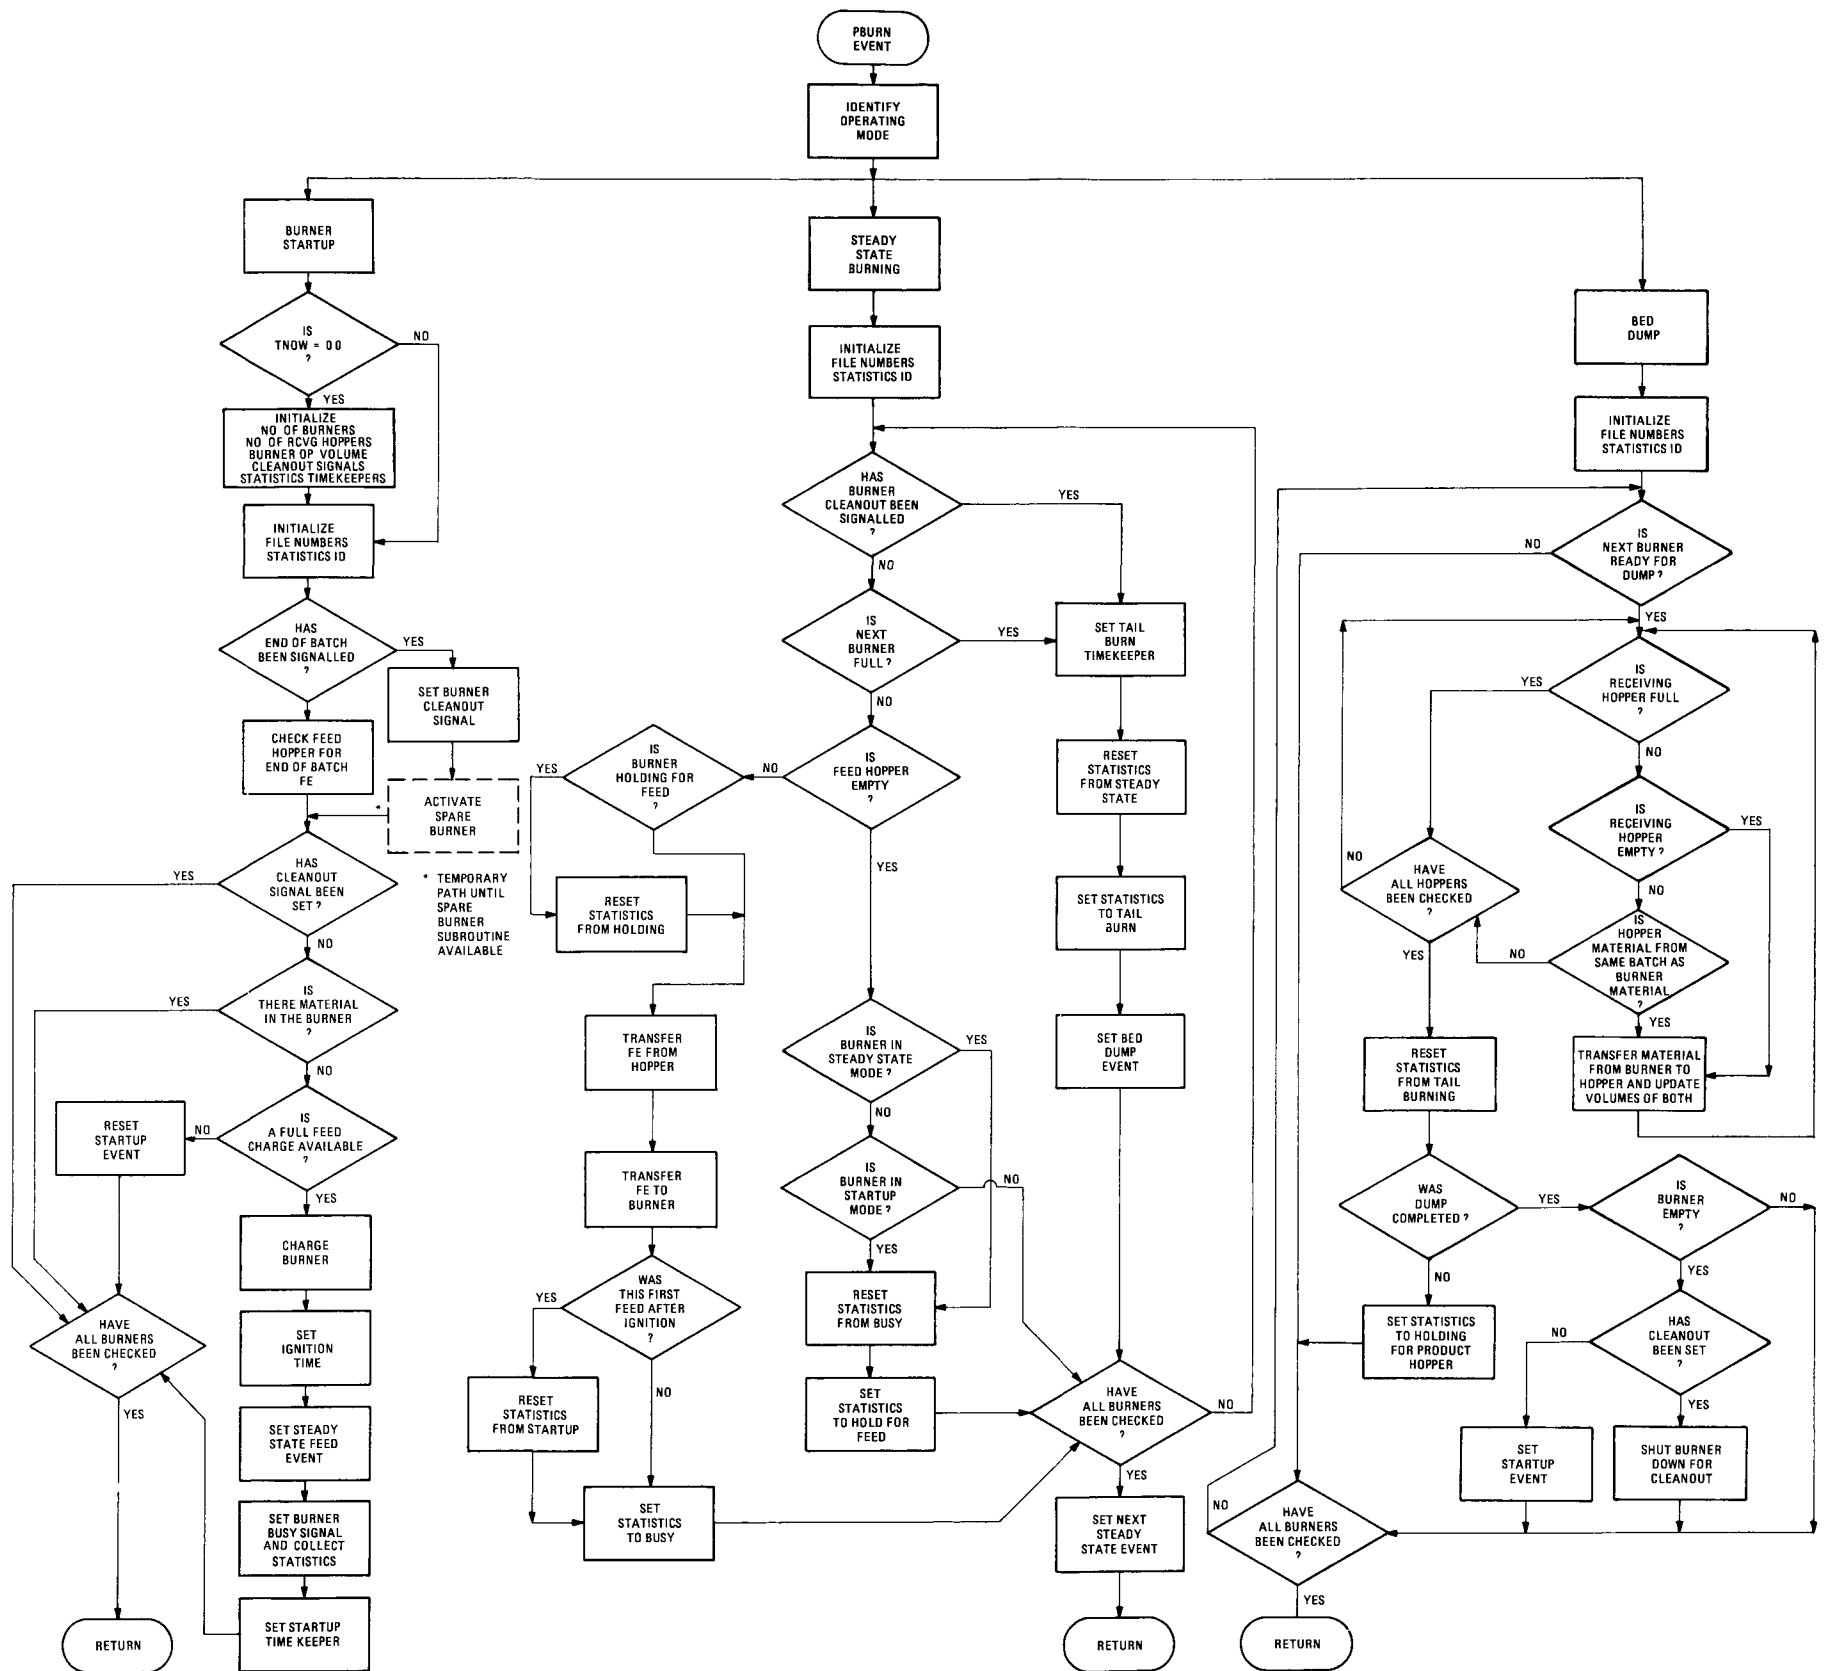 PBURN
EVENT
IDENTIFY
OPERATING
MODE
BURNER
STARTUP
IS
TNOW = 0 0
?
NO
YES
INITIALIZE
NO OF BURNERS
NO OF RCVG HOPPERS
BURNER OP VOLUME
CLEANOUT SIGNALS
STATISTICS TIMEKEEPERS
INITIALIZE
FILE NUMBERS
STATISTICS ID
HAS
END OF BATCH
BEEN SIGNALLED
?
YES
SET BURNER
CLEANOUT
SIGNAL
CHECK FEED
HOPPER FOR
END OF BATCH
FE
*
ACTIVATE
SPARE
BURNER
* TEMPORARY
PATH UNTIL
SPARE
BURNER
SUBROUTINE
AVAILABLE
HAS
CLEANOUT
SIGNAL BEEN
SET ?
YES
NO
IS
THERE MATERIAL
IN THE BURNER
?
YES
NO
IS
A FULL FEED
CHARGE AVAILABLE
?
NO
RESET
STARTUP
EVENT
YES
CHARGE
BURNER
SET
IGNITION
TIME
SET STEADY
STATE FEED
EVENT
SET BURNER
BUSY SIGNAL
AND COLLECT
STATISTICS
SET STARTUP
TIME KEEPER
HAVE
ALL BURNERS
BEEN CHECKED
?
YES
RETURN
STEADY
STATE
BURNING
INITIALIZE
FILE NUMBERS
STATISTICS ID
HAS
BURNER
CLEANOUT BEEN
SIGNALLED
?
YES
NO
IS
NEXT
BURNER
FULL ?
YES
NO
SET TAIL
BURN
TIMEKEEPER
RESET
STATISTICS
FROM STEADY
STATE
SET STATISTICS
TO TAIL
BURN
SET BED
DUMP
EVENT
IS
FEED HOPPER
EMPTY ?
NO
YES
IS
BURNER
HOLDING FOR
FEED
?
YES
RESET
STATISTICS
FROM HOLDING
TRANSFER
FE FROM
HOPPER
TRANSFER
FE TO
BURNER
WAS
THIS FIRST
FEED AFTER
IGNITION
?
YES
NO
RESET
STATISTICS
FROM STARTUP
SET
STATISTICS
TO BUSY
IS
BURNER IN
STEADY STATE
MODE ?
YES
NO
IS
BURNER IN
STARTUP
MODE ?
NO
YES
RESET
STATISTICS
FROM BUSY
SET
STATISTICS
TO HOLD FOR
FEED
HAVE
ALL BURNERS
BEEN CHECKED
?
NO
YES
SET NEXT
STEADY
STATE EVENT
RETURN
BED
DUMP
INITIALIZE
FILE NUMBERS
STATISTICS ID
IS
NEXT BURNER
READY FOR
DUMP ?
NO
YES
IS
RECEIVING
HOPPER FULL
?
YES
NO
IS
RECEIVING
HOPPER
EMPTY ?
YES
NO
IS
HOPPER
MATERIAL FROM
SAME BATCH AS
BURNER
MATERIAL
?
NO
YES
HAVE
ALL HOPPERS
BEEN CHECKED
?
NO
YES
TRANSFER MATERIAL
FROM BURNER TO
HOPPER AND UPDATE
VOLUMES OF BOTH
RESET
STATISTICS
FROM TAIL
BURNING
WAS
DUMP
COMPLETED ?
YES
NO
SET STATISTICS
TO HOLDING
FOR PRODUCT
HOPPER
IS
BURNER
EMPTY
?
NO
YES
HAS
CLEANOUT
BEEN SET
?
NO
YES
SET
STARTUP
EVENT
SHUT BURNER
DOWN FOR
CLEANOUT
HAVE
ALL BURNERS
BEEN CHECKED
?
NO
YES
RETURN